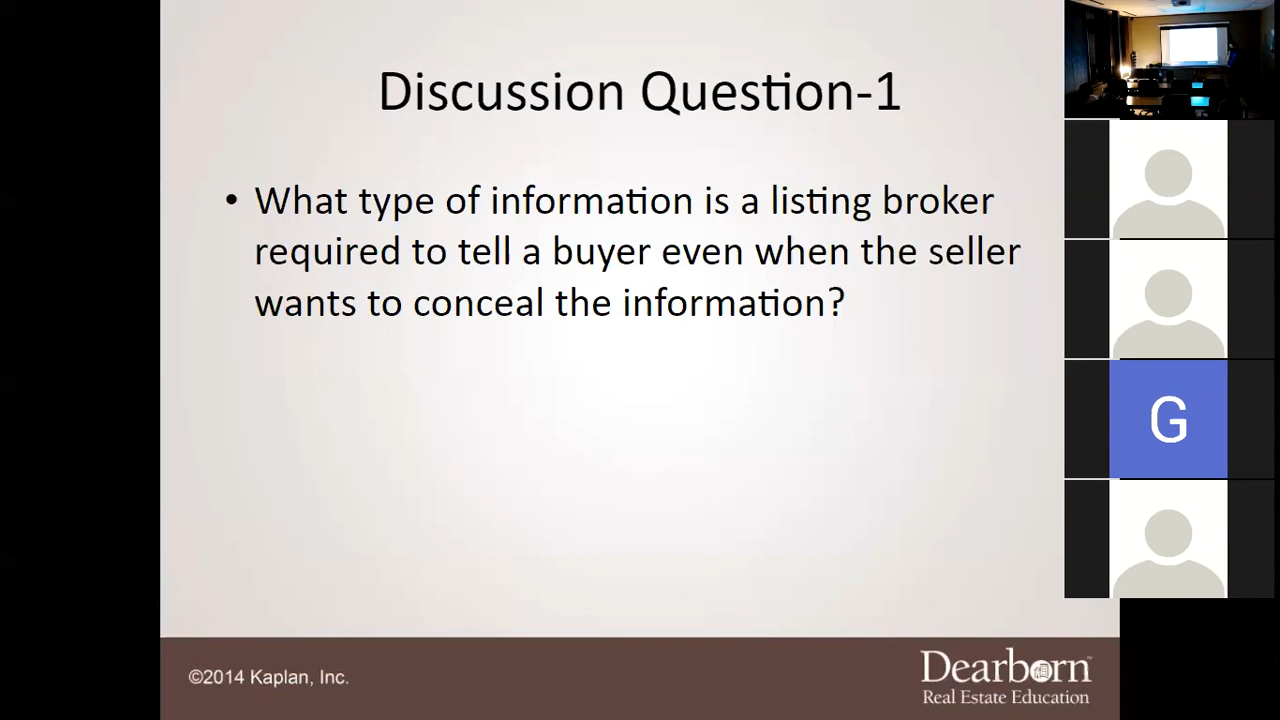 Discussion Question-1
• What type of information is a listing broker
required to tell a buyer even when the seller
wants to conceal the information?
G
©2014 Kaplan, Inc.
Dearborn™
Real Estate Education